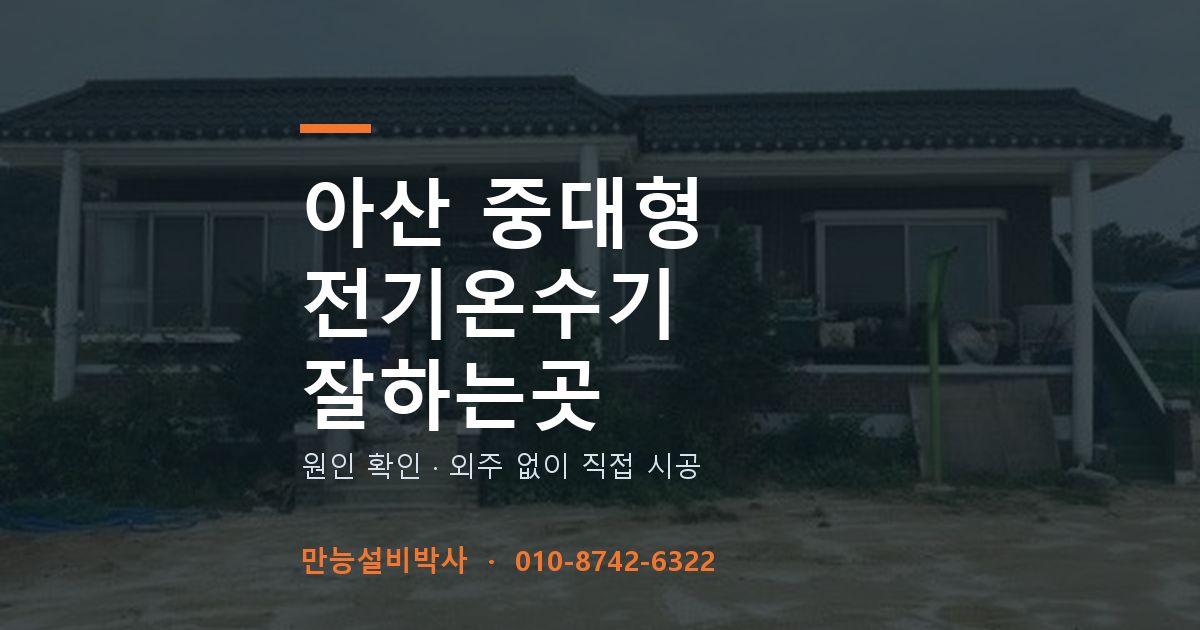 아산 중대형
전기온수기
잘하는곳
원인 확인 · 외주 없이 직접 시공
만능설비박사 · 010-8742-6322